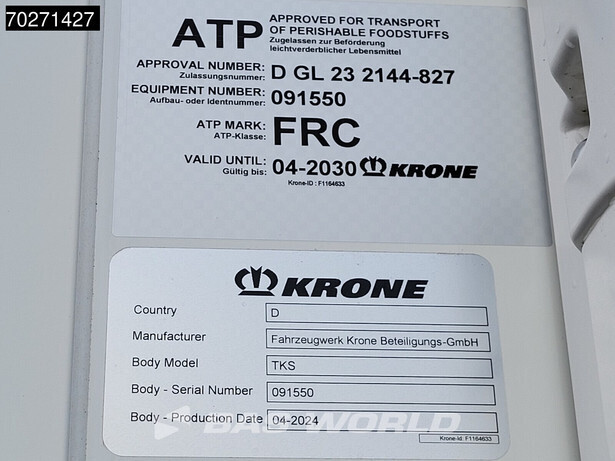 70271427
ATP APPROVED FOR TRANSPORT
OF PERISHABLE FOODSTUFFS
Zugelassen zur Beförderung
leichtverderblicher Lebensmittel
APPROVAL NUMBER: D GL 23 2144-827
Zulassungsnummer:
EQUIPMENT NUMBER: 091550
Aufbau- oder Identnummer:
ATP MARK: FRC
ATP-Klasse:
VALID UNTIL: 04-2030 KRONE
Gültig bis:
Krone-ID : F1164633
KRONE
Country D
Manufacturer Fahrzeugwerk Krone Beteiligungs-GmbH
Body Model TKS
Body - Serial Number 091550
Body - Production Date 04-2024
BAS WORLD
Krone-Id: F1164633